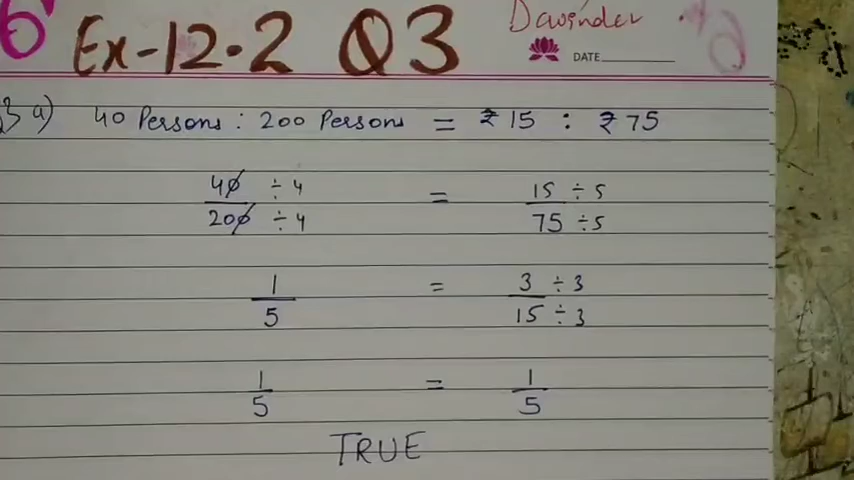 6 Ex-12.2 Q3 Davinder
DATE
Q3 a) 40 Persons : 200 Persons = ₹15 : ₹75
40 ÷ 4 = 15 ÷ 5
200 ÷ 4 75 ÷ 5
1 = 3 ÷ 3
5 15 ÷ 3
1 = 1
5 5
TRUE